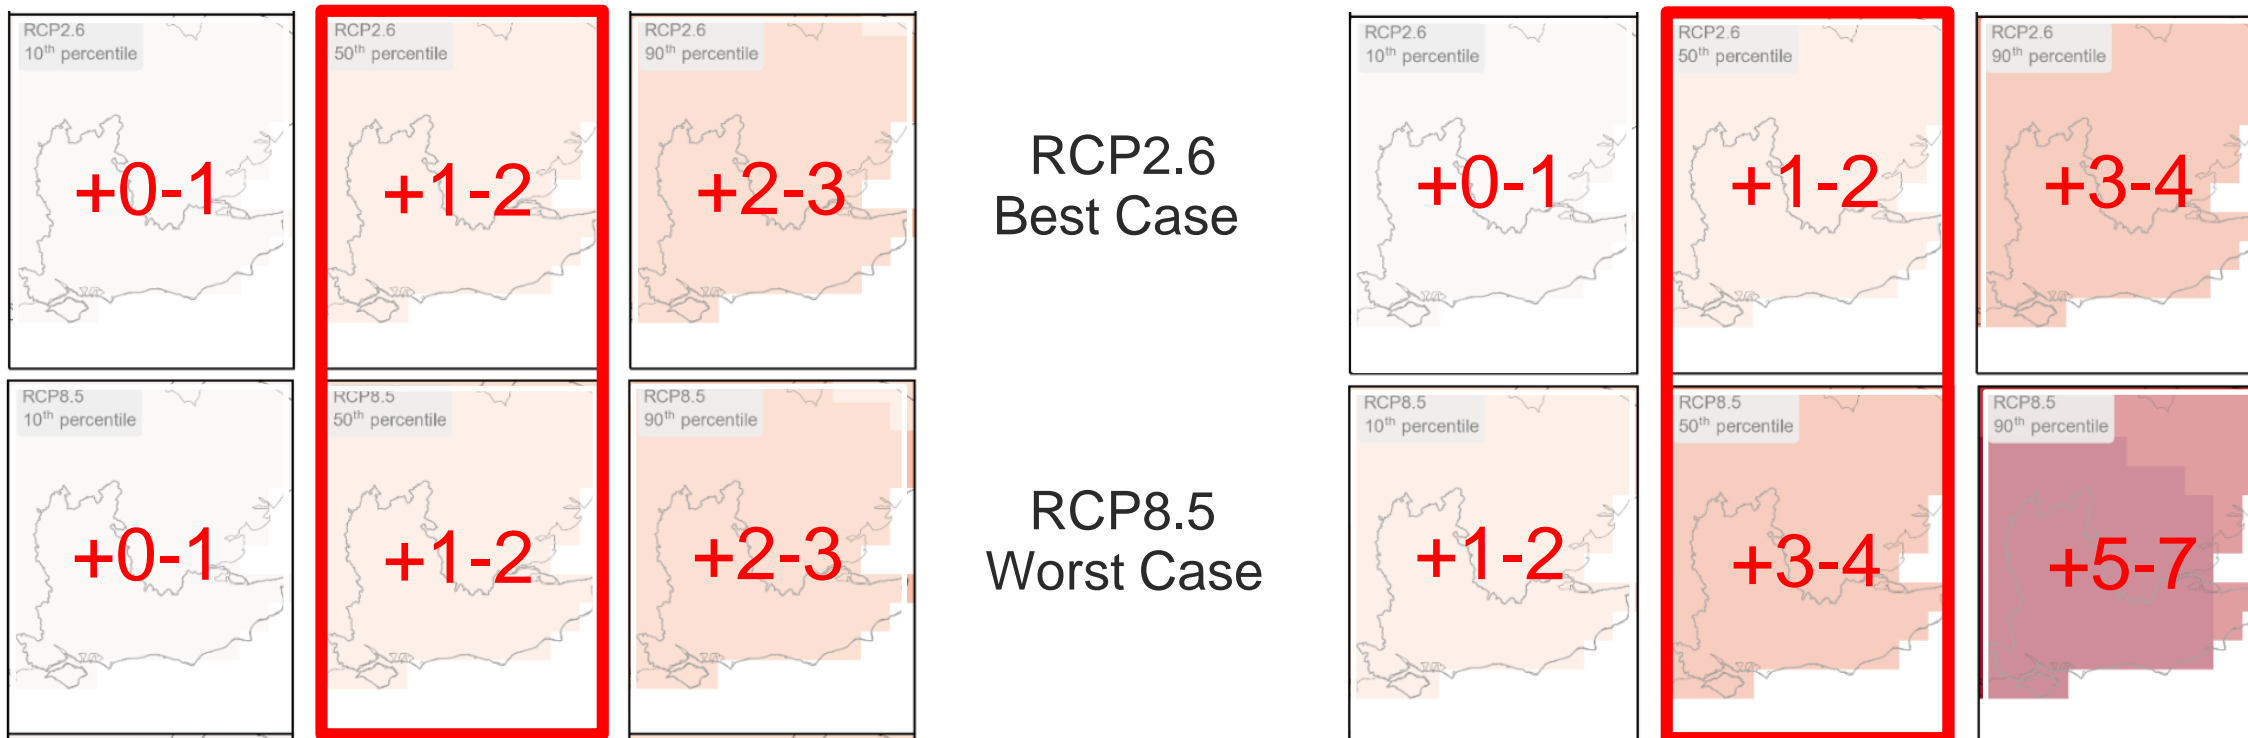 RCP2.6
10th percentile
+0-1
RCP2.6
50th percentile
+1-2
RCP2.6
90th percentile
+2-3
RCP2.6
Best Case
RCP2.6
10th percentile
+0-1
RCP2.6
50th percentile
+1-2
RCP2.6
90th percentile
+3-4
RCP8.5
10th percentile
+0-1
RCP8.5
50th percentile
+1-2
RCP8.5
90th percentile
+2-3
RCP8.5
Worst Case
RCP8.5
10th percentile
+1-2
RCP8.5
50th percentile
+3-4
RCP8.5
90th percentile
+5-7